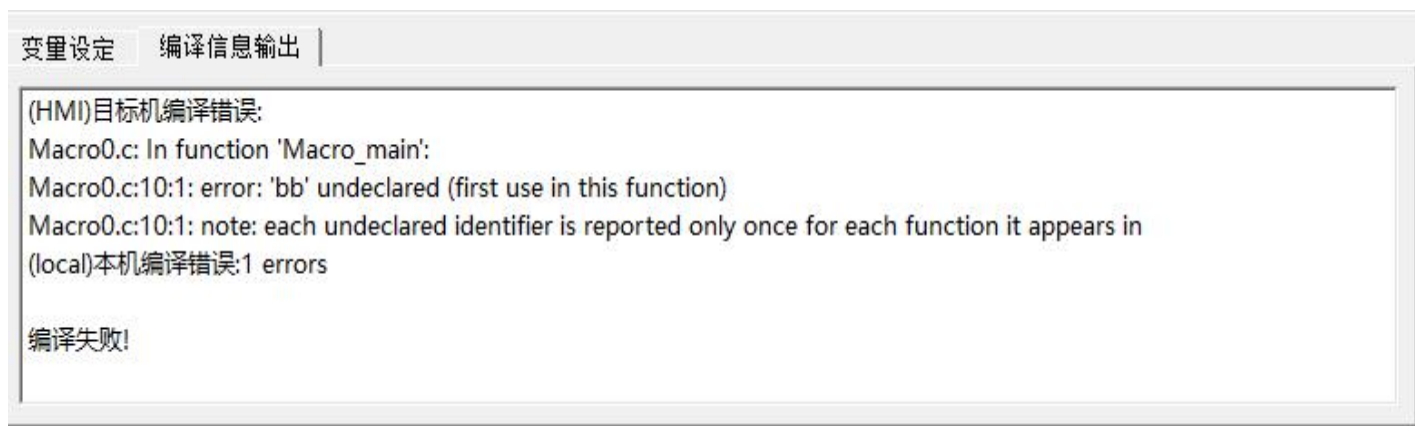 变量设定 编译信息输出
(HMI)目标机编译错误:
Macro0.c: In function 'Macro_main':
Macro0.c:10:1: error: 'bb' undeclared (first use in this function)
Macro0.c:10:1: note: each undeclared identifier is reported only once for each function it appears in
(local)本机编译错误:1 errors
编译失败!